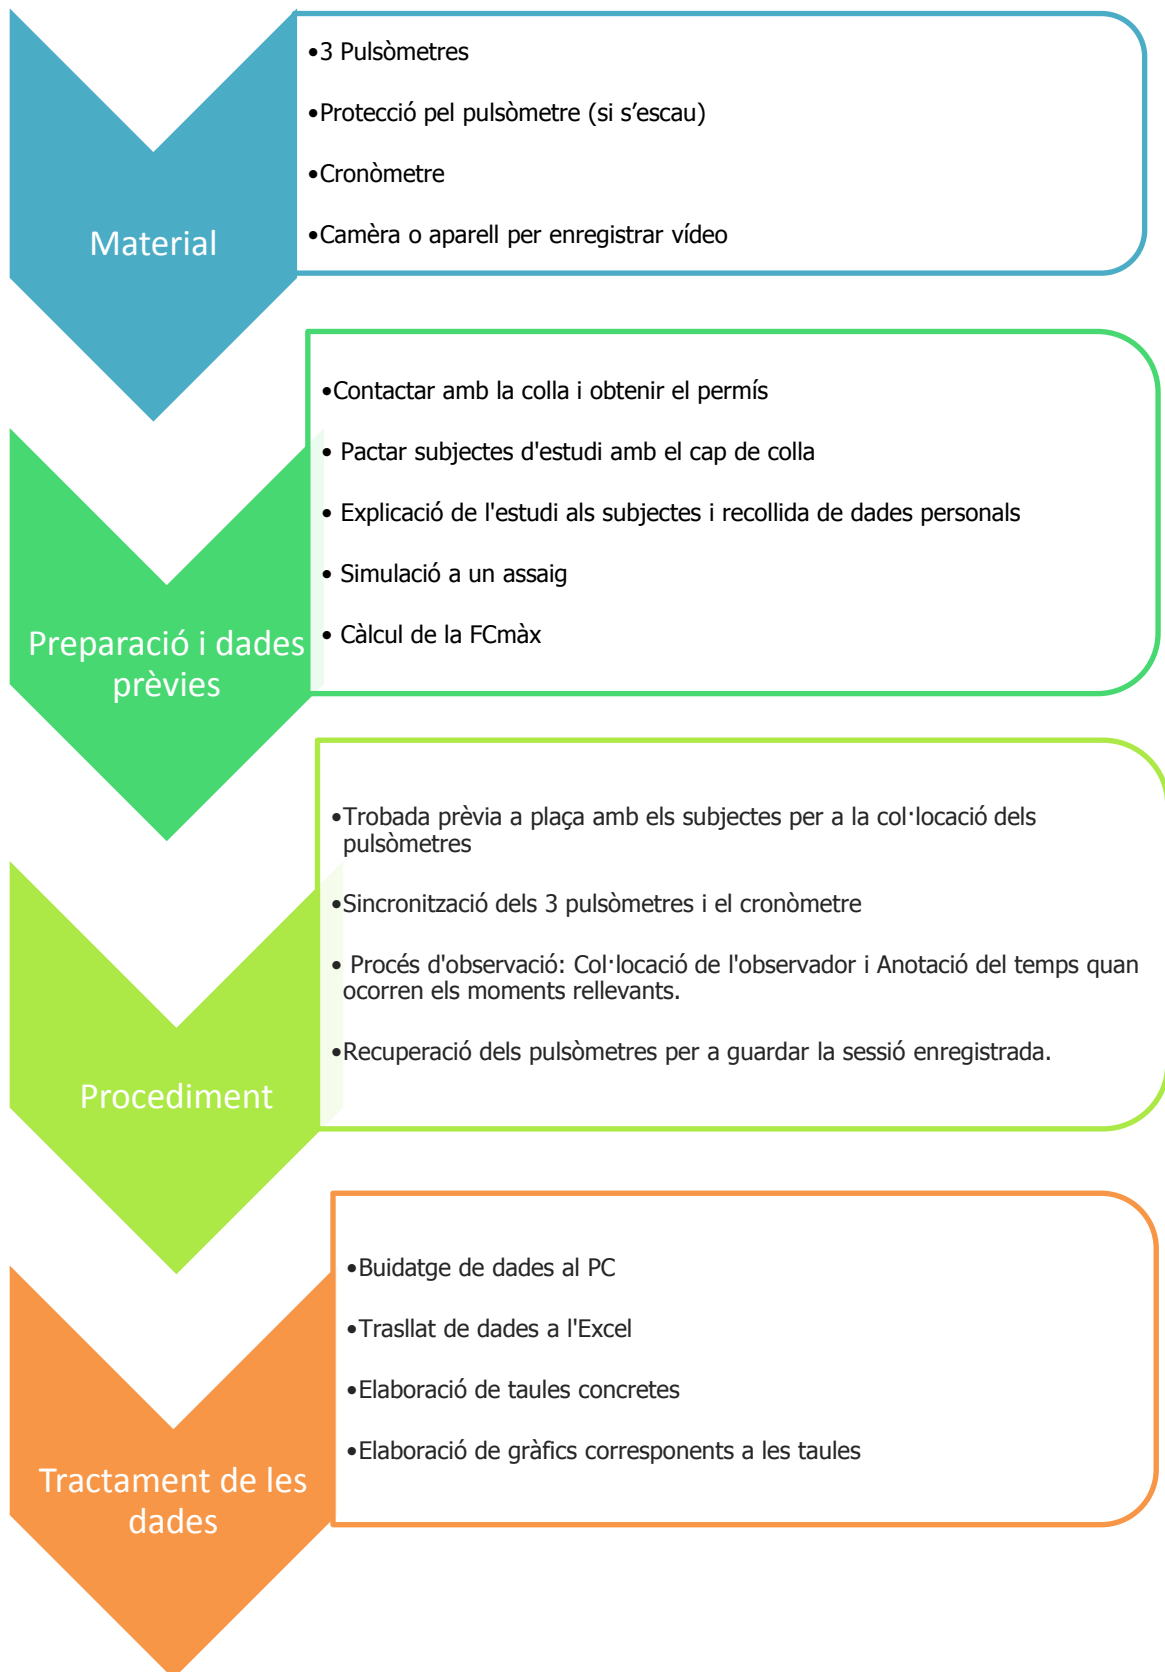 Material
•3 Pulsòmetres
•Protecció pel pulsòmetre (si s’escau)
•Cronòmetre
•Camèra o aparell per enregistrar vídeo
Preparació i dades
prèvies
•Contactar amb la colla i obtenir el permís
• Pactar subjectes d'estudi amb el cap de colla
• Explicació de l'estudi als subjectes i recollida de dades personals
• Simulació a un assaig
• Càlcul de la FCmàx
Procediment
•Trobada prèvia a plaça amb els subjectes per a la col·locació dels
pulsòmetres
•Sincronització dels 3 pulsòmetres i el cronòmetre
• Procés d'observació: Col·locació de l'observador i Anotació del temps quan
ocorren els moments rellevants.
•Recuperació dels pulsòmetres per a guardar la sessió enregistrada.
Tractament de les
dades
•Buidatge de dades al PC
•Trasllat de dades a l'Excel
•Elaboració de taules concretes
•Elaboració de gràfics corresponents a les taules